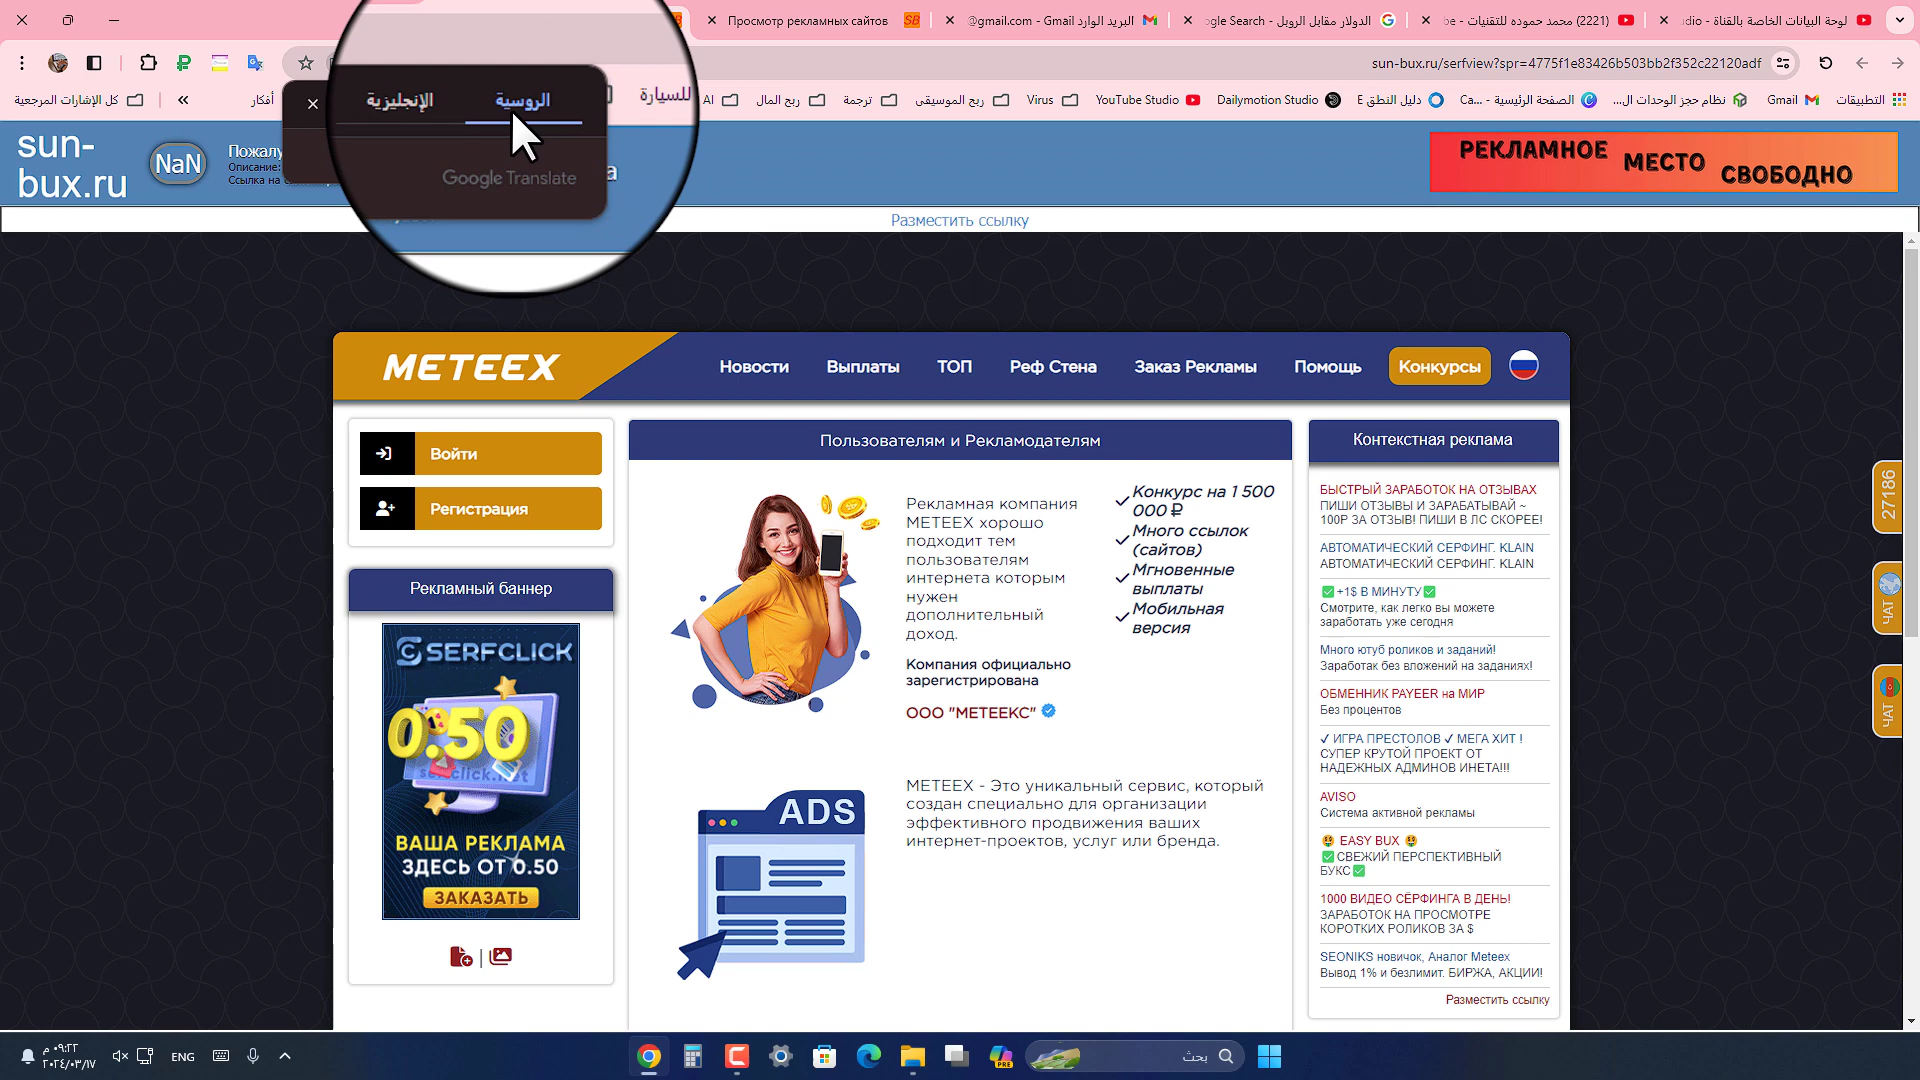 Просмотр рекламных сайтов
@gmail.com - Gmail البريد الوارد
gle Search - الدولار مقابل الروبل
be - محمد حموده للتقنيات (2221)
dio - لوحة البيانات الخاصة بالقناة
sun-bux.ru/serfview?spr=4775f1e83426b503bb2f352c22120adf
كل الإشارات المرجعية
أفكار
للسيارة
AI
ربح المال
ترجمة
ربح الموسيقى
Virus
YouTube Studio
Dailymotion Studio
دليل النطق E
الصفحة الرئيسية - Ca...
نظام حجز الوحدات ال...
Gmail
التطبيقات
الإنجليزية
الروسية
Google Translate
sun-
bux.ru
NaN
Пожалу
Описание:
Ссылка на
РЕКЛАМНОЕ МЕСТО СВОБОДНО
Разместить ссылку
METEEX
Новости
Выплаты
ТОП
Реф Стена
Заказ Рекламы
Помощь
Конкурсы
Войти
Регистрация
Рекламный баннер
SERFCLICK
0.50
serfclick.net
ВАША РЕКЛАМА
ЗДЕСЬ ОТ 0.50
ЗАКАЗАТЬ
Пользователям и Рекламодателям
Рекламная компания
METEEX хорошо
подходит тем
пользователям
интернета которым
нужен
дополнительный
доход.
Компания официально
зарегистрирована
ООО "МЕТЕЕКС"
Конкурс на 1 500
000 ₽
Много ссылок
(сайтов)
Мгновенные
выплаты
Мобильная
версия
ADS
METEEX - Это уникальный сервис, который
создан специально для организации
эффективного продвижения ваших
интернет-проектов, услуг или бренда.
Контекстная реклама
БЫСТРЫЙ ЗАРАБОТОК НА ОТЗЫВАХ
ПИШИ ОТЗЫВЫ И ЗАРАБАТЫВАЙ ~
100Р ЗА ОТЗЫВ! ПИШИ В ЛС СКОРЕЕ!
АВТОМАТИЧЕСКИЙ СЕРФИНГ. KLAIN
АВТОМАТИЧЕСКИЙ СЕРФИНГ. KLAIN
✅+1$ В МИНУТУ✅
Смотрите, как легко вы можете
заработать уже сегодня
Много ютуб роликов и заданий!
Заработак без вложений на заданиях!
ОБМЕННИК PAYEER на МИР
Без процентов
✓ ИГРА ПРЕСТОЛОВ ✓ МЕГА ХИТ !
СУПЕР КРУТОЙ ПРОЕКТ ОТ
НАДЕЖНЫХ АДМИНОВ ИНЕТА!!!
AVISO
Система активной рекламы
🤑 EASY BUX 🤑
✅СВЕЖИЙ ПЕРСПЕКТИВНЫЙ
БУКС✅
1000 ВИДЕО СЁРФИНГА В ДЕНЬ!
ЗАРАБОТОК НА ПРОСМОТРЕ
КОРОТКИХ РОЛИКОВ ЗА $
SEONIKS новичок, Аналог Meteex
Вывод 1% и безлимит. БИРЖА, АКЦИИ!
Разместить ссылку
27186
ЧАТ
ЧАТ
٠٩:٢٢ م
٢٠٢٤/٠٣/١٧
ENG
PRE
بحث